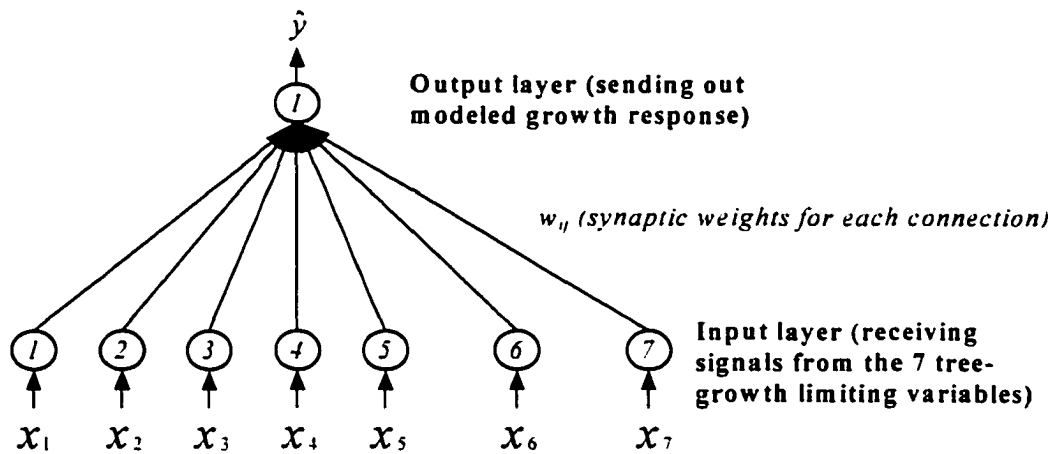 ŷ
1
Output layer (sending out
modeled growth response)
w_ij (synaptic weights for each connection)
1 2 3 4 5 6 7
Input layer (receiving
signals from the 7 tree-
growth limiting variables)
x₁ x₂ x₃ x₄ x₅ x₆ x₇